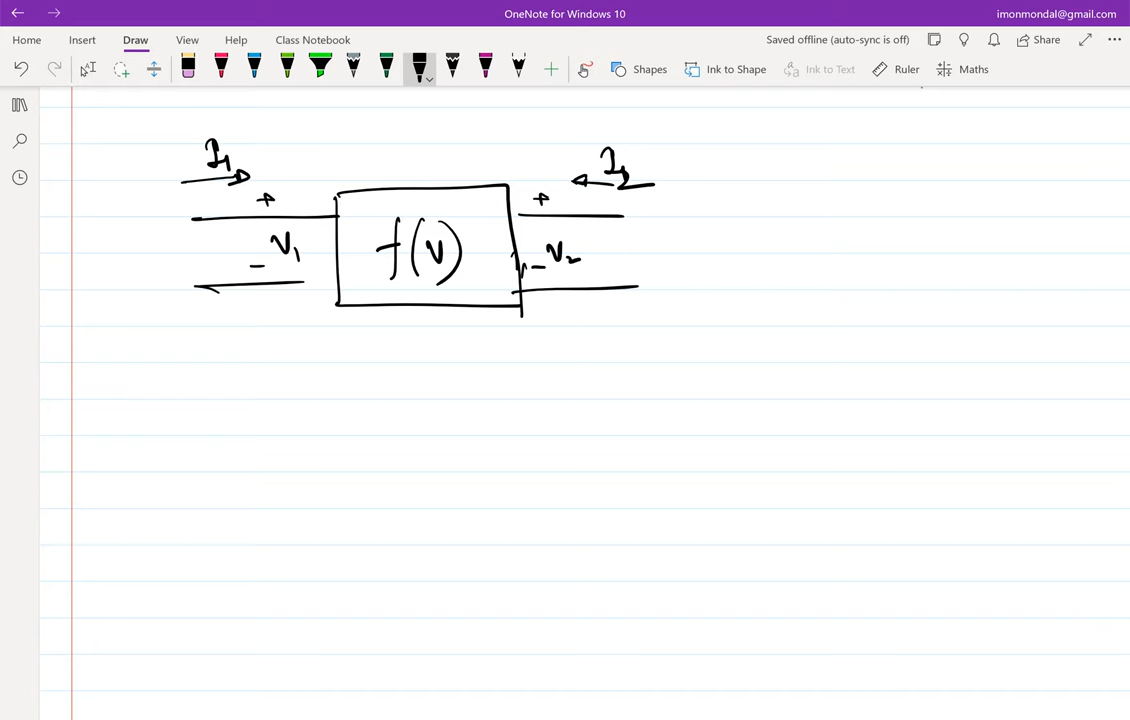 OneNote for Windows 10
imonmondal@gmail.com
Home Insert Draw View Help Class Notebook
Saved offline (auto-sync is off)
Share
Shapes
Ink to Shape
Ink to Text
Ruler
Maths
I1
I2
+
+
f(V)
V1
V2
-
-